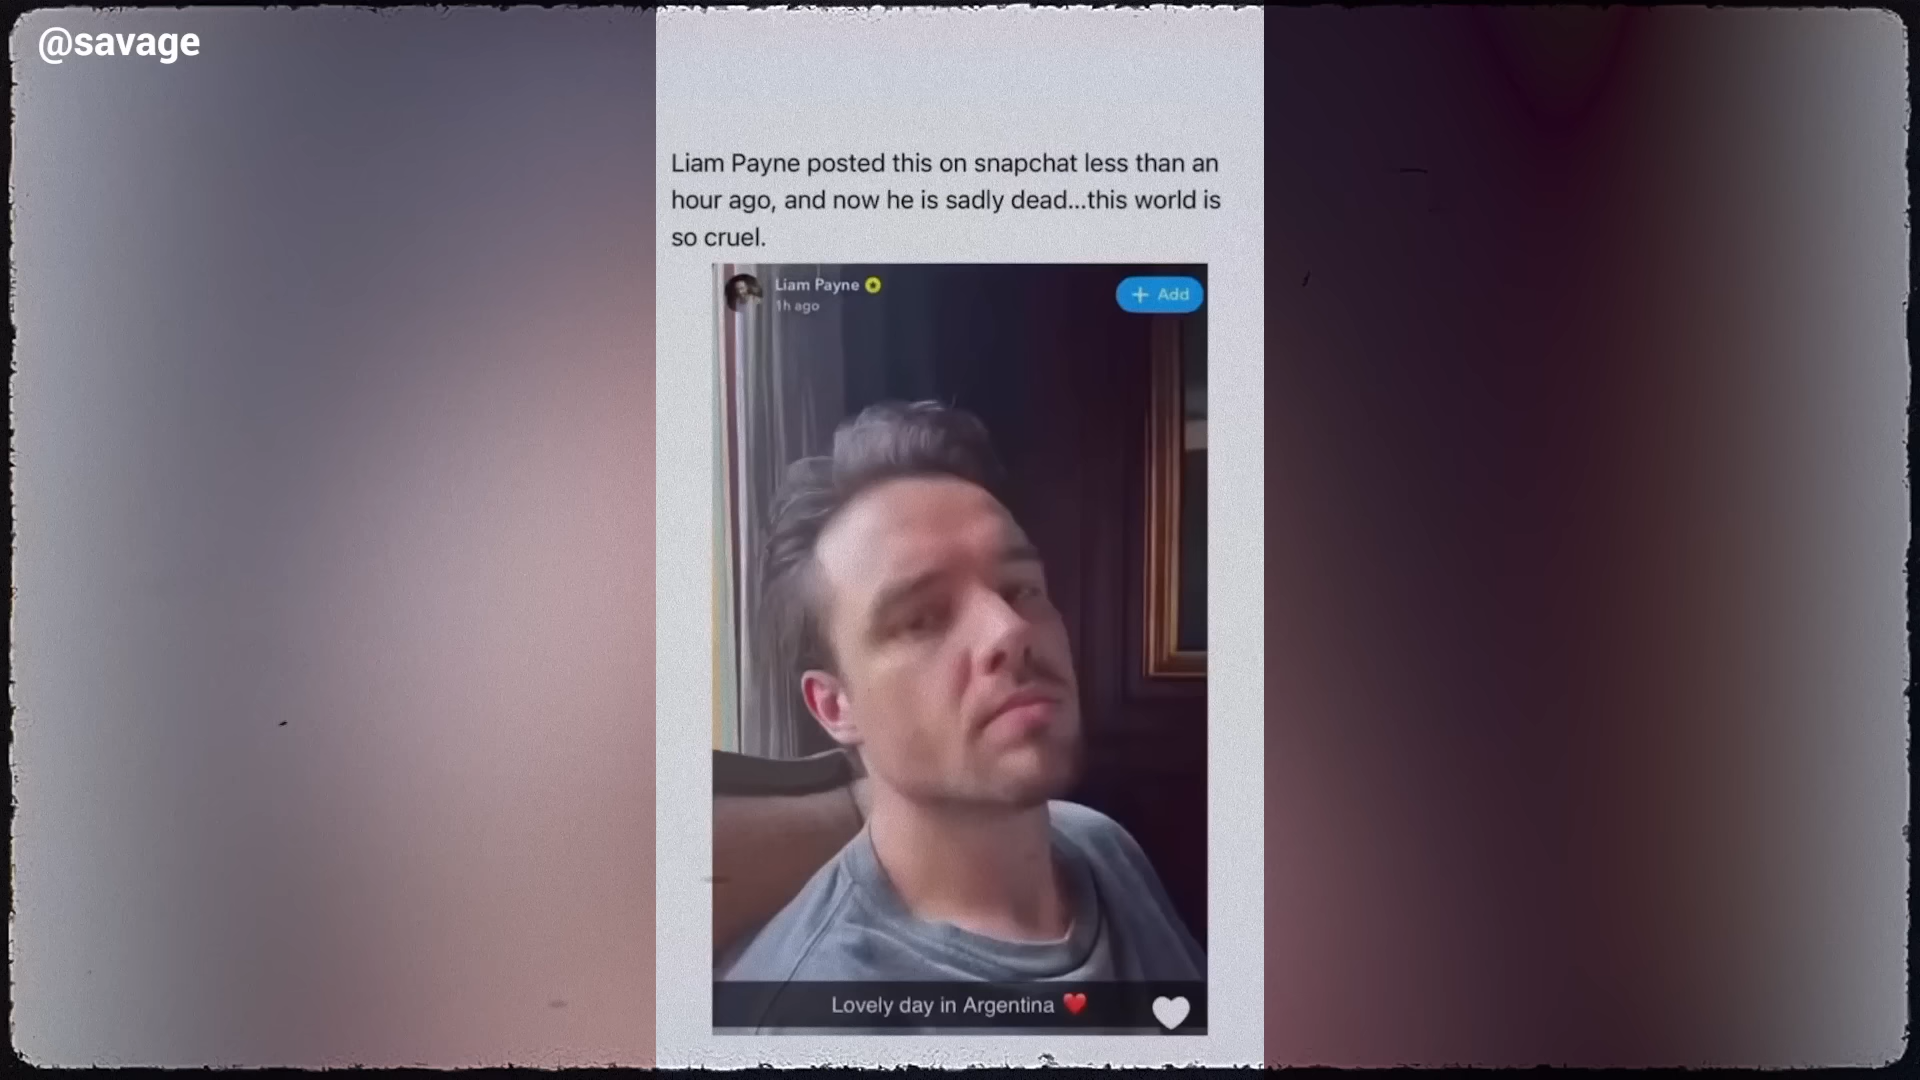 @savage
Liam Payne posted this on snapchat less than an
hour ago, and now he is sadly dead...this world is
so cruel.
Liam Payne
1h ago
+ Add
Lovely day in Argentina ❤️